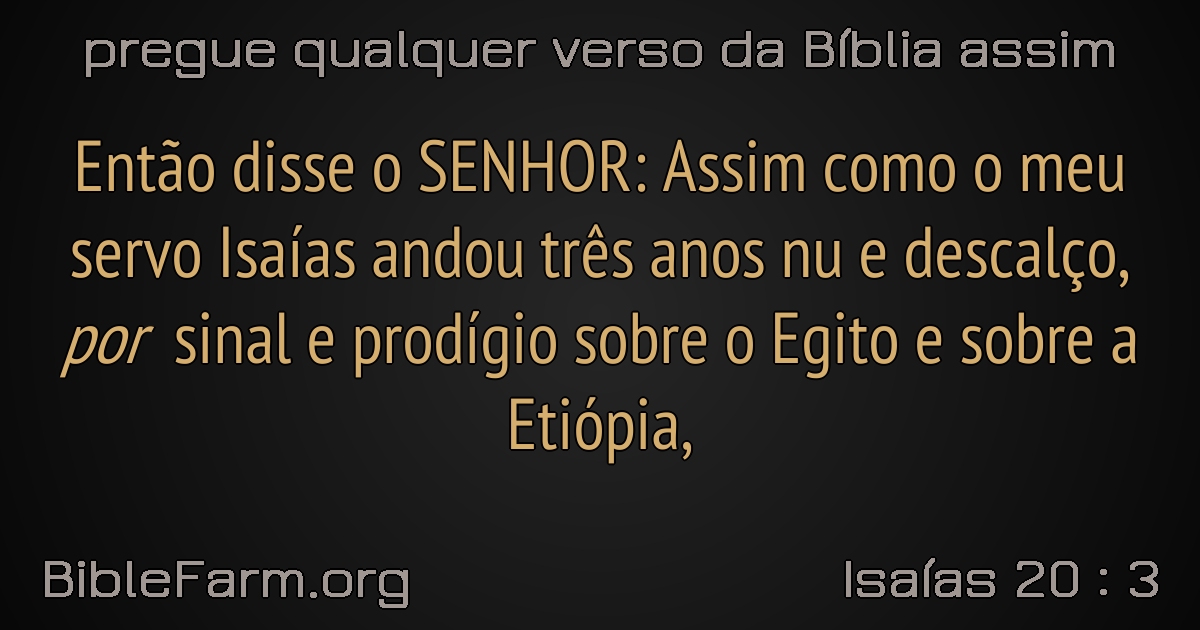 pregue qualquer verso da Bíblia assim
Então disse o SENHOR: Assim como o meu
servo Isaías andou três anos nu e descalço,
por sinal e prodígio sobre o Egito e sobre a
Etiópia,
BibleFarm.org
Isaías 20 : 3